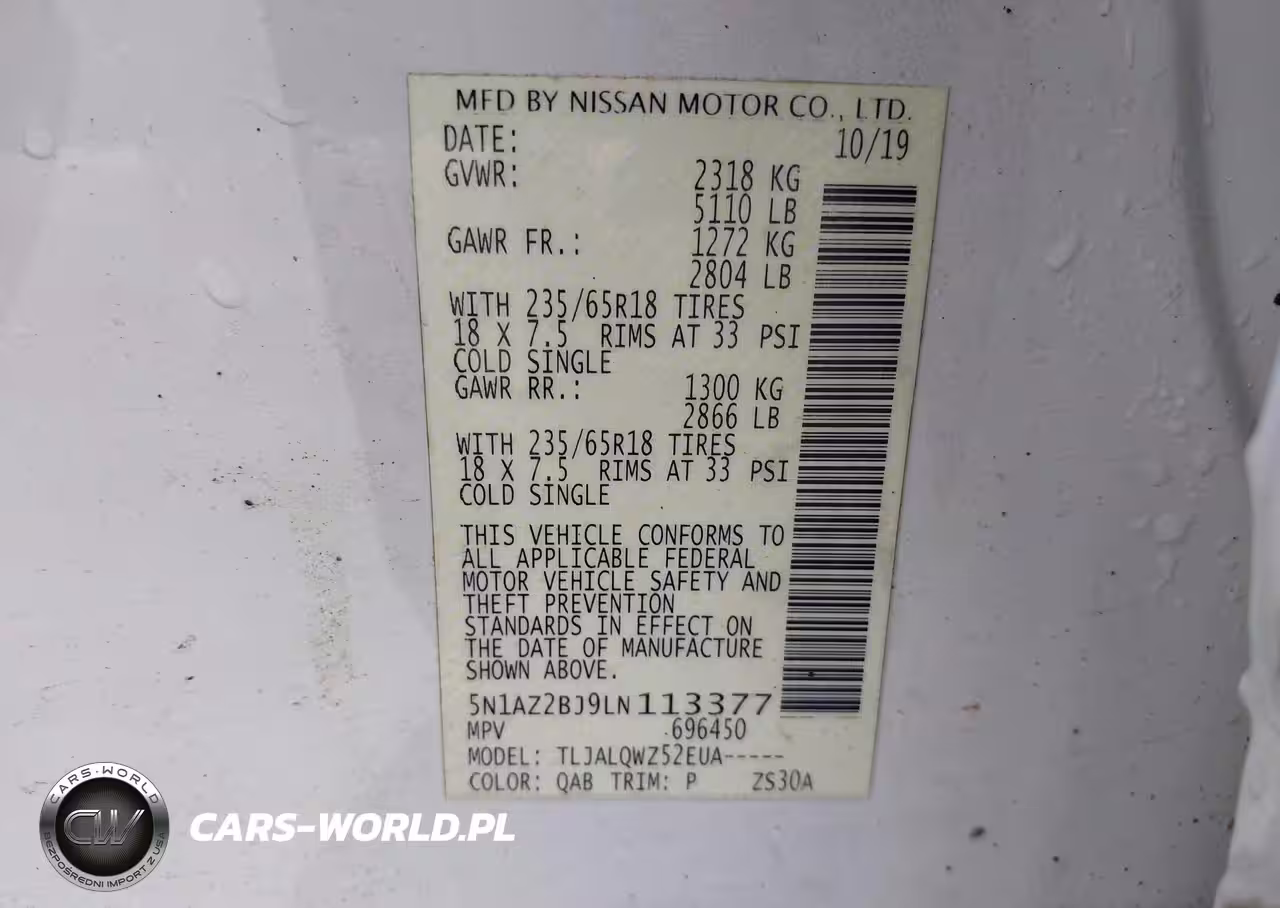 MFD BY NISSAN MOTOR CO., LTD.
DATE: 10/19
GVWR: 2318 KG
5110 LB
GAWR FR.: 1272 KG
2804 LB
WITH 235/65R18 TIRES
18 X 7.5 RIMS AT 33 PSI
COLD SINGLE
GAWR RR.: 1300 KG
2866 LB
WITH 235/65R18 TIRES
18 X 7.5 RIMS AT 33 PSI
COLD SINGLE
THIS VEHICLE CONFORMS TO
ALL APPLICABLE FEDERAL
MOTOR VEHICLE SAFETY AND
THEFT PREVENTION
STANDARDS IN EFFECT ON
THE DATE OF MANUFACTURE
SHOWN ABOVE.
5N1AZ2BJ9LN113377
MPV 696450
MODEL: TLJALQWZ52EUA-----
COLOR: QAB TRIM: P ZS30A
CARS-WORLD
CW
BEZPOŚREDNI IMPORT Z USA
CARS-WORLD.PL